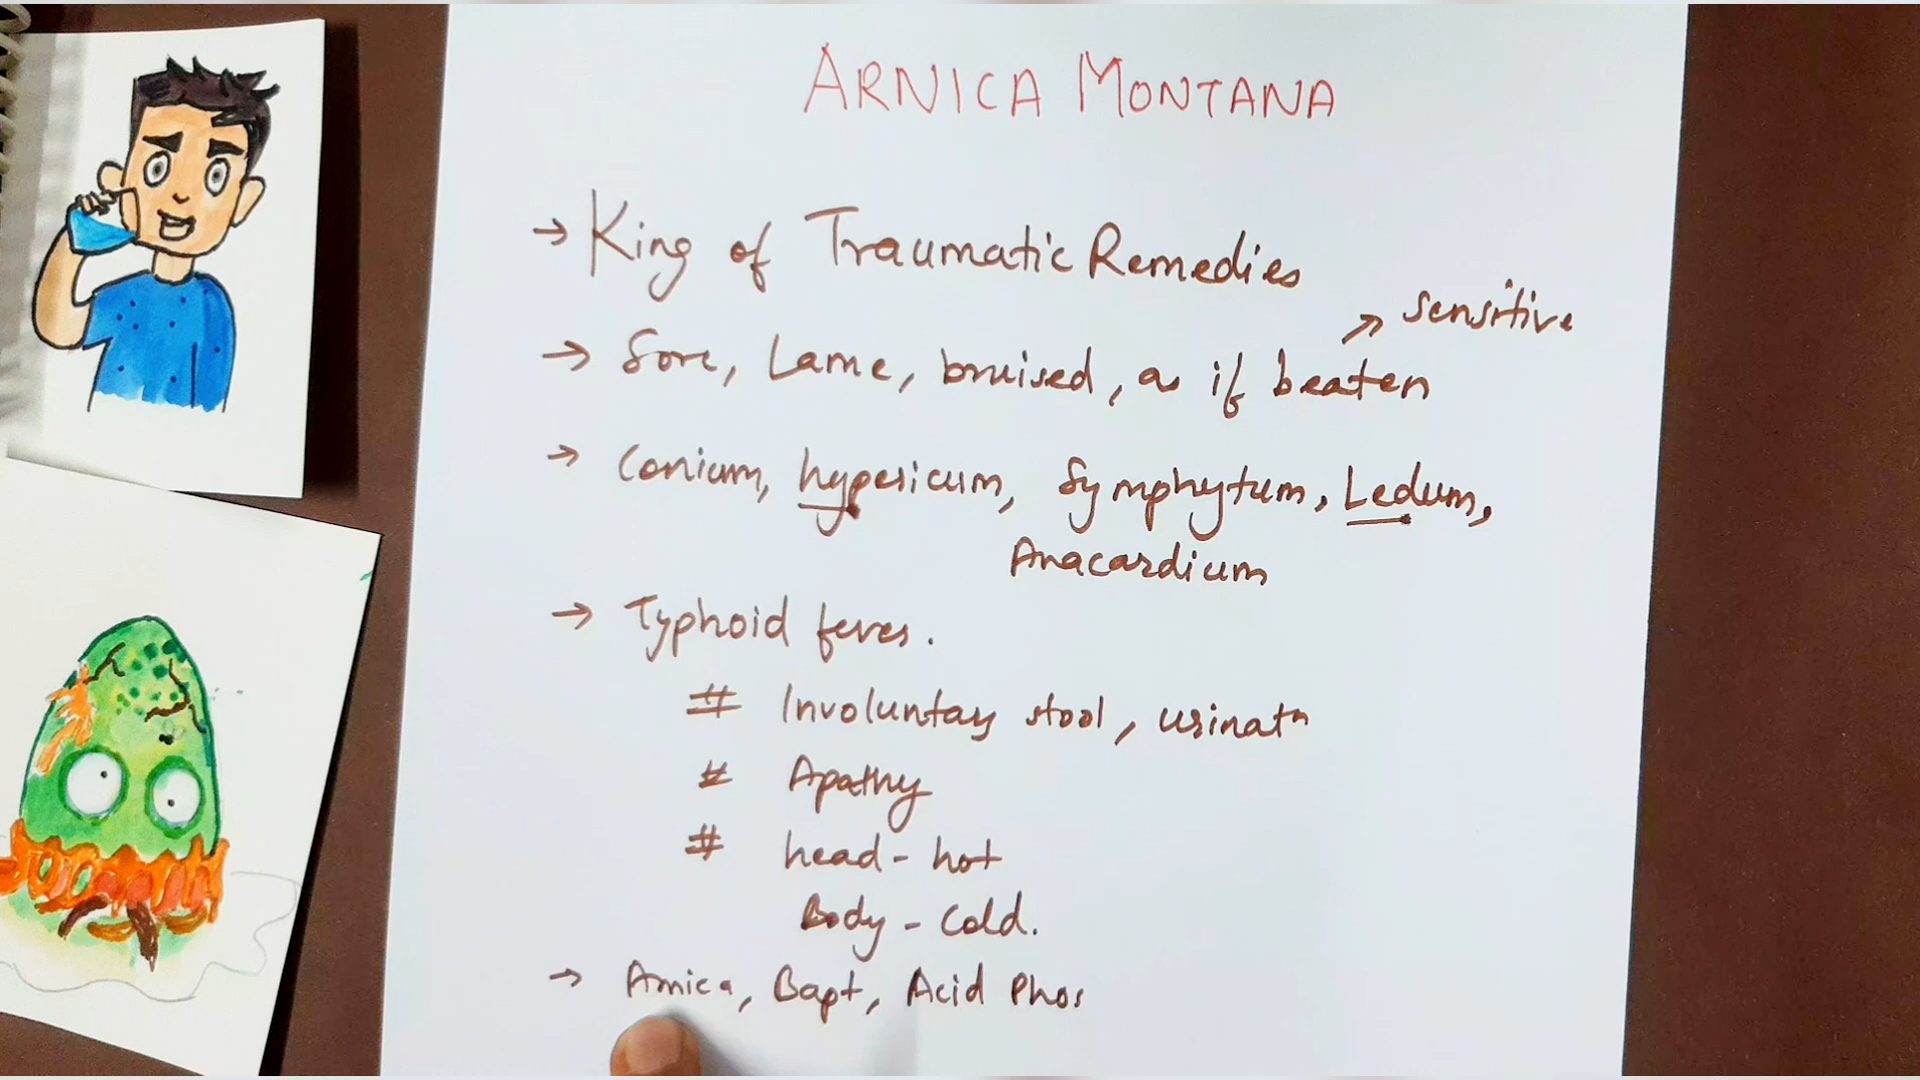 ARNICA MONTANA
→ King of Traumatic Remedies
→ Sore, Lame, bruised, as if beaten
↗ sensitive
→ Conium, hypericum, Symphytum, Ledum,
Anacardium
→ Typhoid fever.
# Involuntary stool, urinatn
# Apathy
# head - hot
Body - cold.
→ Arnica, Bapt, Acid Phos